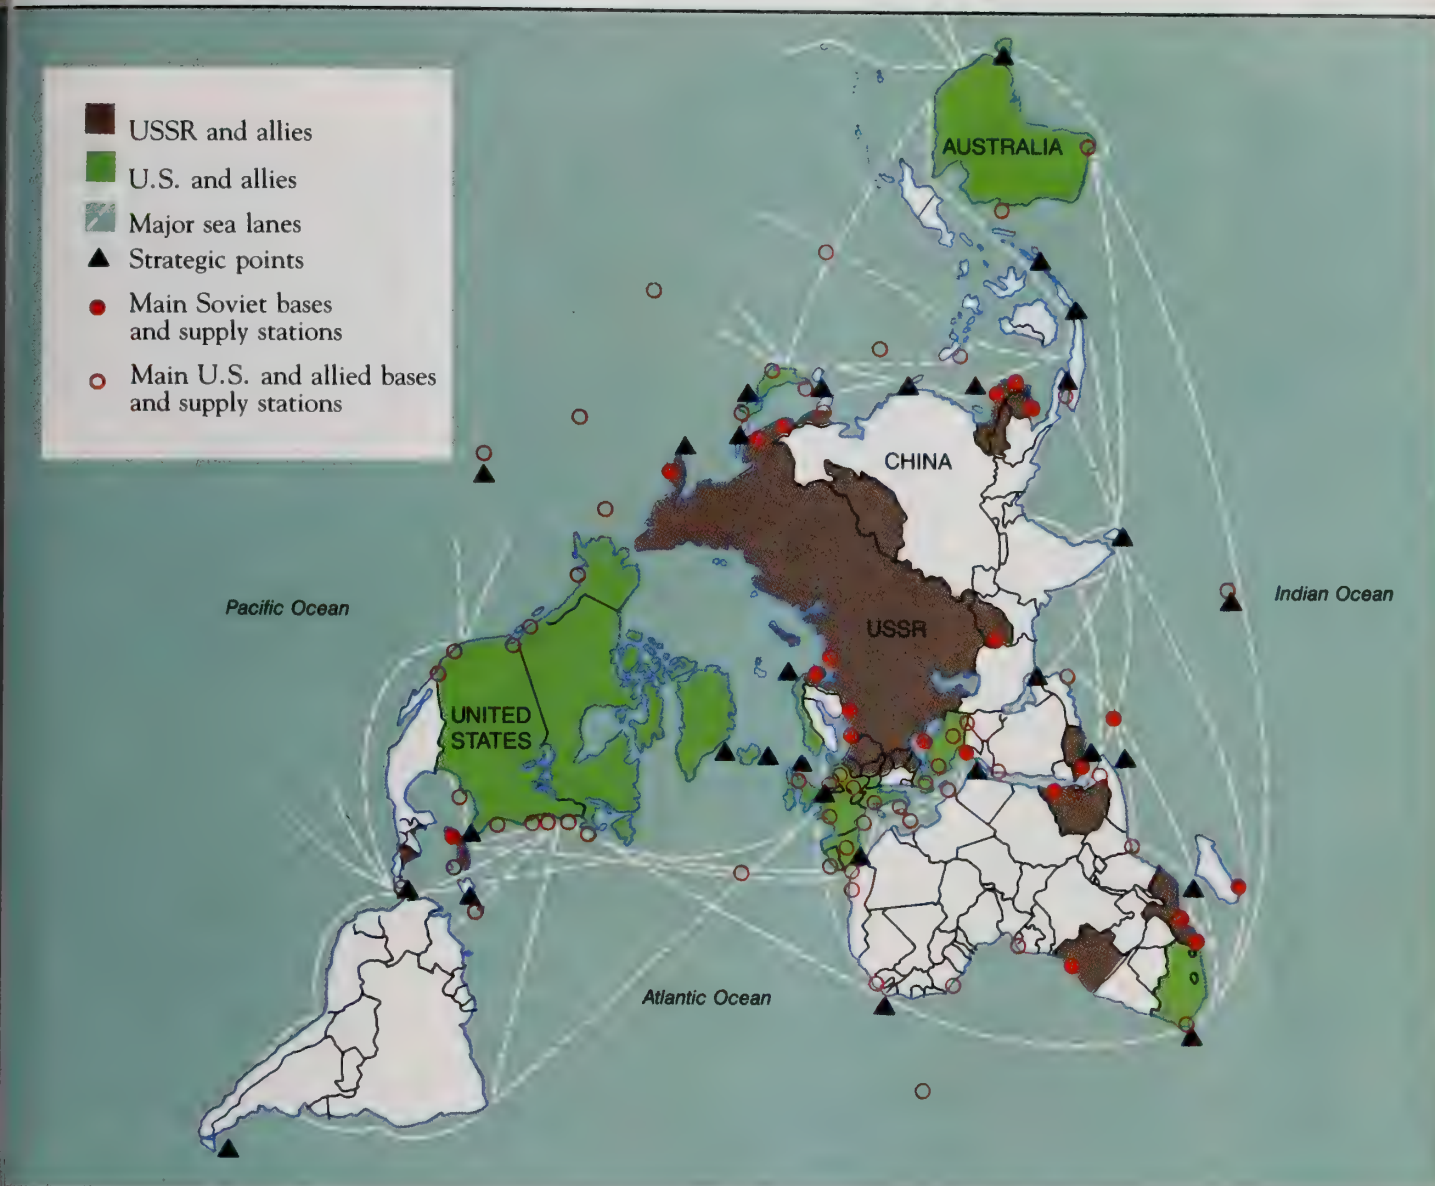 USSR and allies
U.S. and allies
Major sea lanes
Strategic points
Main Soviet bases
and supply stations
Main U.S. and allied bases
and supply stations
AUSTRALIA
CHINA
Pacific Ocean
Indian Ocean
USSR
UNITED
STATES
Atlantic Ocean